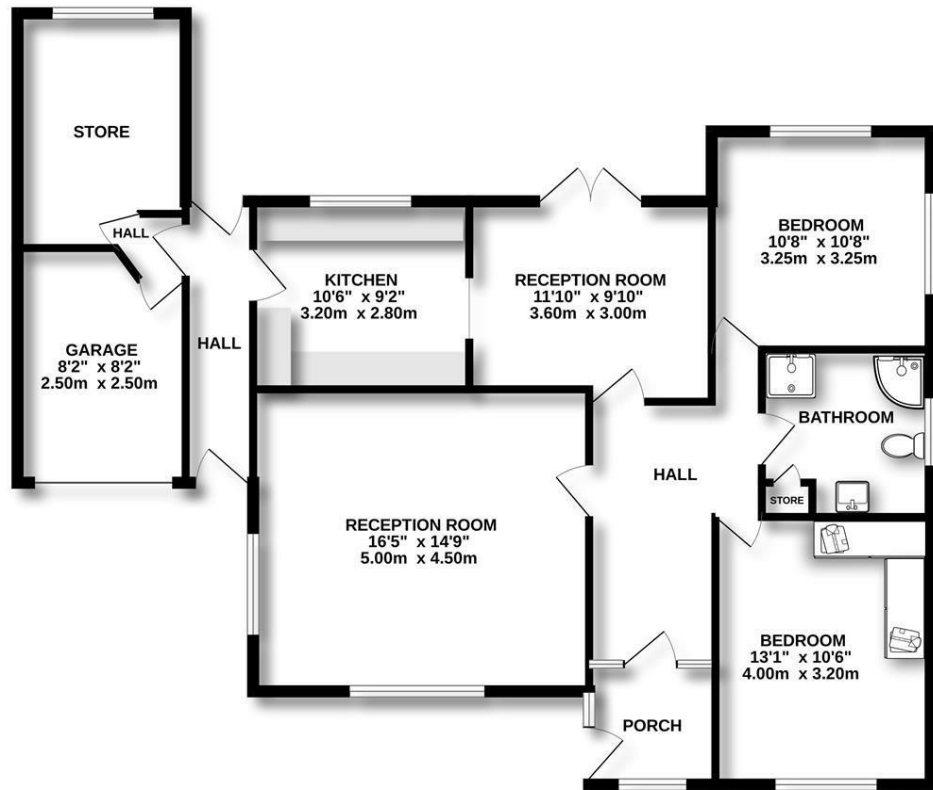 STORE
HALL
GARAGE
8'2" x 8'2"
2.50m x 2.50m
HALL
KITCHEN
10'6" x 9'2"
3.20m x 2.80m
RECEPTION ROOM
11'10" x 9'10"
3.60m x 3.00m
BEDROOM
10'8" x 10'8"
3.25m x 3.25m
BATHROOM
STORE
HALL
RECEPTION ROOM
16'5" x 14'9"
5.00m x 4.50m
BEDROOM
13'1" x 10'6"
4.00m x 3.20m
PORCH